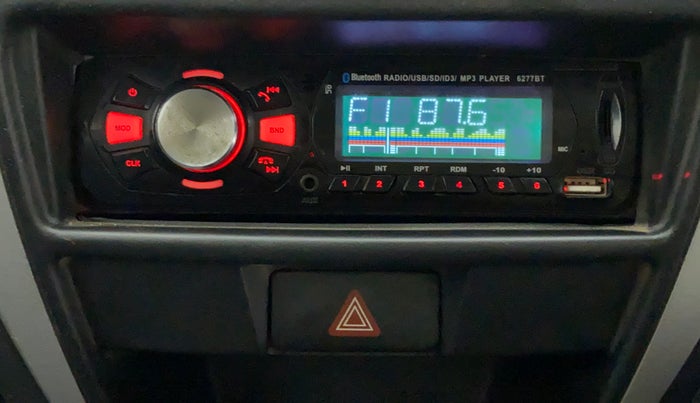 Bluetooth RADIO/USB/SD/ID3/ MP3 PLAYER 6277BT
F1 87.6
MOD
BND
CLK
MIC
AUX
INT RPT RDM -10 +10
1 2 3 4 5 6